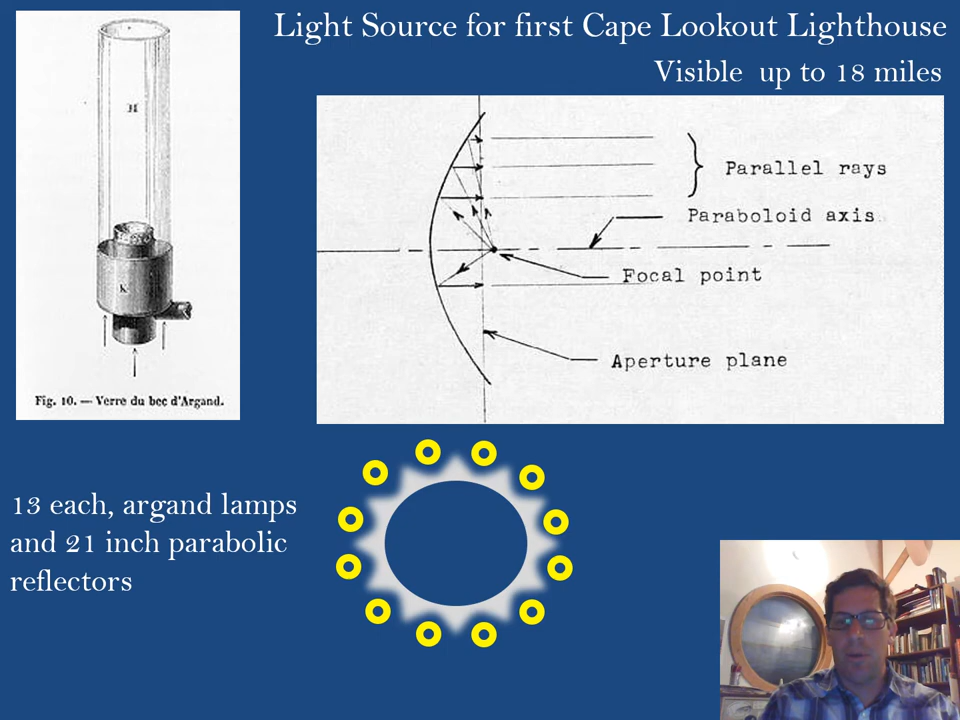 Light Source for first Cape Lookout Lighthouse
Visible up to 18 miles
H
K
Fig. 10. — Verre du bec d'Argand.
Parallel rays
Paraboloid axis
Focal point
Aperture plane
13 each, argand lamps
and 21 inch parabolic
reflectors